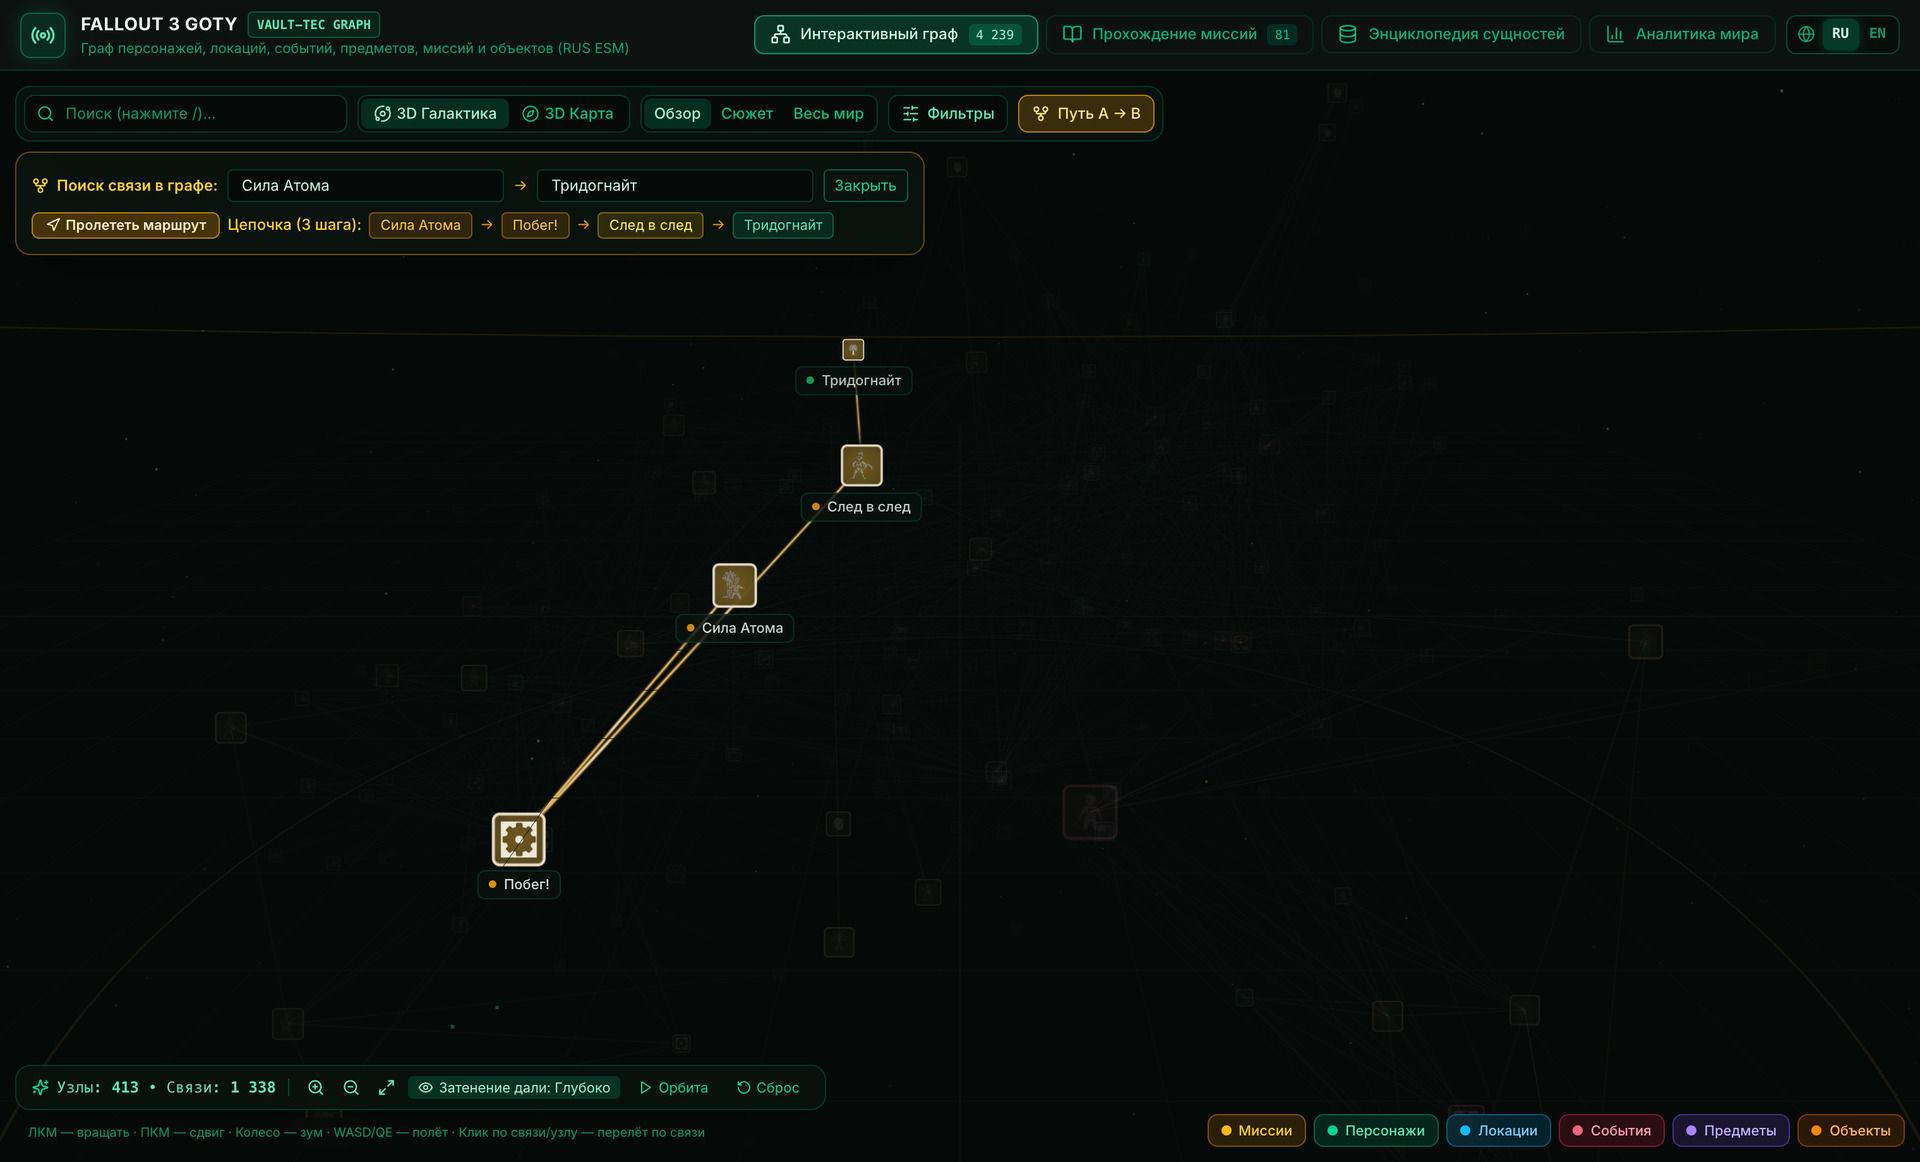 FALLOUT 3 GOTY
VAULT-TEC GRAPH
Граф персонажей, локаций, событий, предметов, миссий и объектов (RUS ESM)
Интерактивный граф 4 239
Прохождение миссий 81
Энциклопедия сущностей
Аналитика мира
RU EN
Поиск (нажмите /)...
3D Галактика
3D Карта
Обзор Сюжет Весь мир
Фильтры
Путь A → B
Поиск связи в графе: Сила Атома → Тридогнайт Закрыть
Пролететь маршрут Цепочка (3 шага): Сила Атома → Побег! → След в след → Тридогнайт
Тридогнайт
След в след
Сила Атома
Побег!
Узлы: 413 • Связи: 1 338
Затенение дали: Глубоко
Орбита
Сброс
ЛКМ — вращать · ПКМ — сдвиг · Колесо — зум · WASD/QE — полёт · Клик по связи/узлу — перелёт по связи
Миссии
Персонажи
Локации
События
Предметы
Объекты